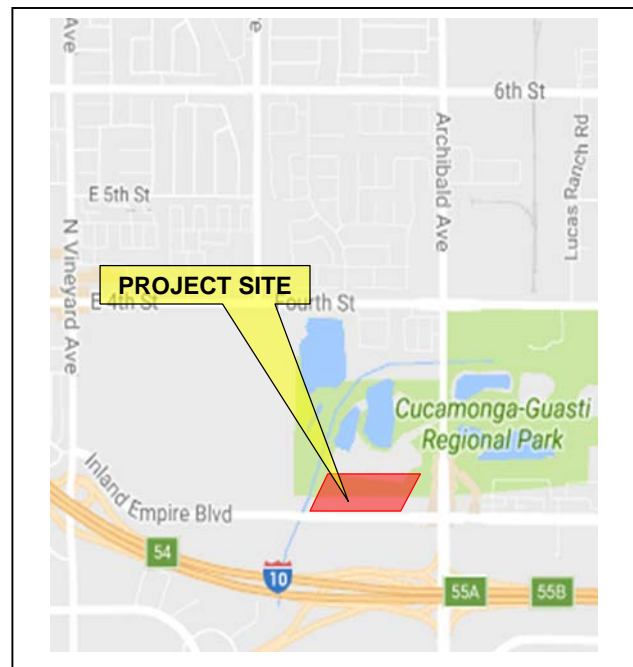 Ave
Ave
6th St
Archibald Ave
Lucas Ranch Rd
E 5th St
N Vineyard Ave
PROJECT SITE
E 4th St
Fourth St
Cucamonga-Guasti
Regional Park
Inland Empire Blvd
54
10
55A
55B